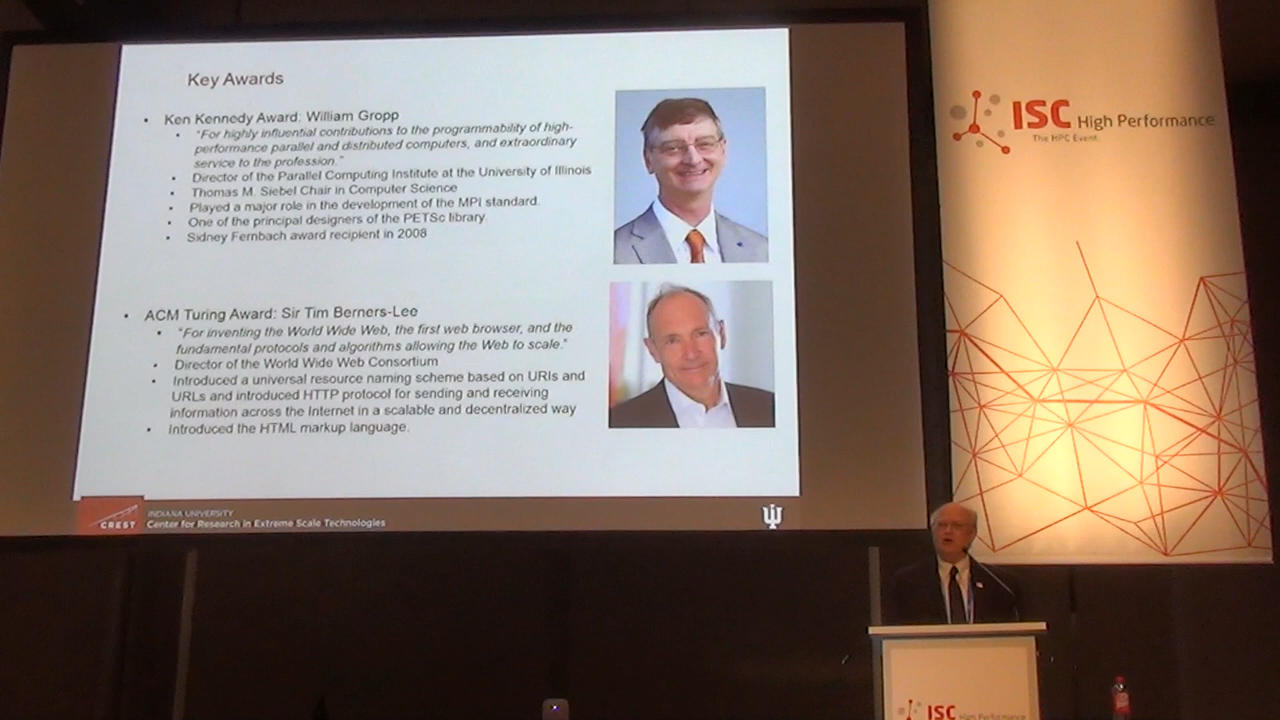 Key Awards
• Ken Kennedy Award: William Gropp
• "For highly influential contributions to the programmability of high-
performance parallel and distributed computers, and extraordinary
service to the profession."
• Director of the Parallel Computing Institute at the University of Illinois
• Thomas M. Siebel Chair in Computer Science
• Played a major role in the development of the MPI standard.
• One of the principal designers of the PETSc library
• Sidney Fernbach award recipient in 2008
• ACM Turing Award: Sir Tim Berners-Lee
• "For inventing the World Wide Web, the first web browser, and the
fundamental protocols and algorithms allowing the Web to scale."
• Director of the World Wide Web Consortium
• Introduced a universal resource naming scheme based on URIs and
URLs and introduced HTTP protocol for sending and receiving
information across the Internet in a scalable and decentralized way
• Introduced the HTML markup language.
CREST
INDIANA UNIVERSITY
Center for Research in Extreme Scale Technologies
ISC High Performance
The HPC Event.
ISC High Performance